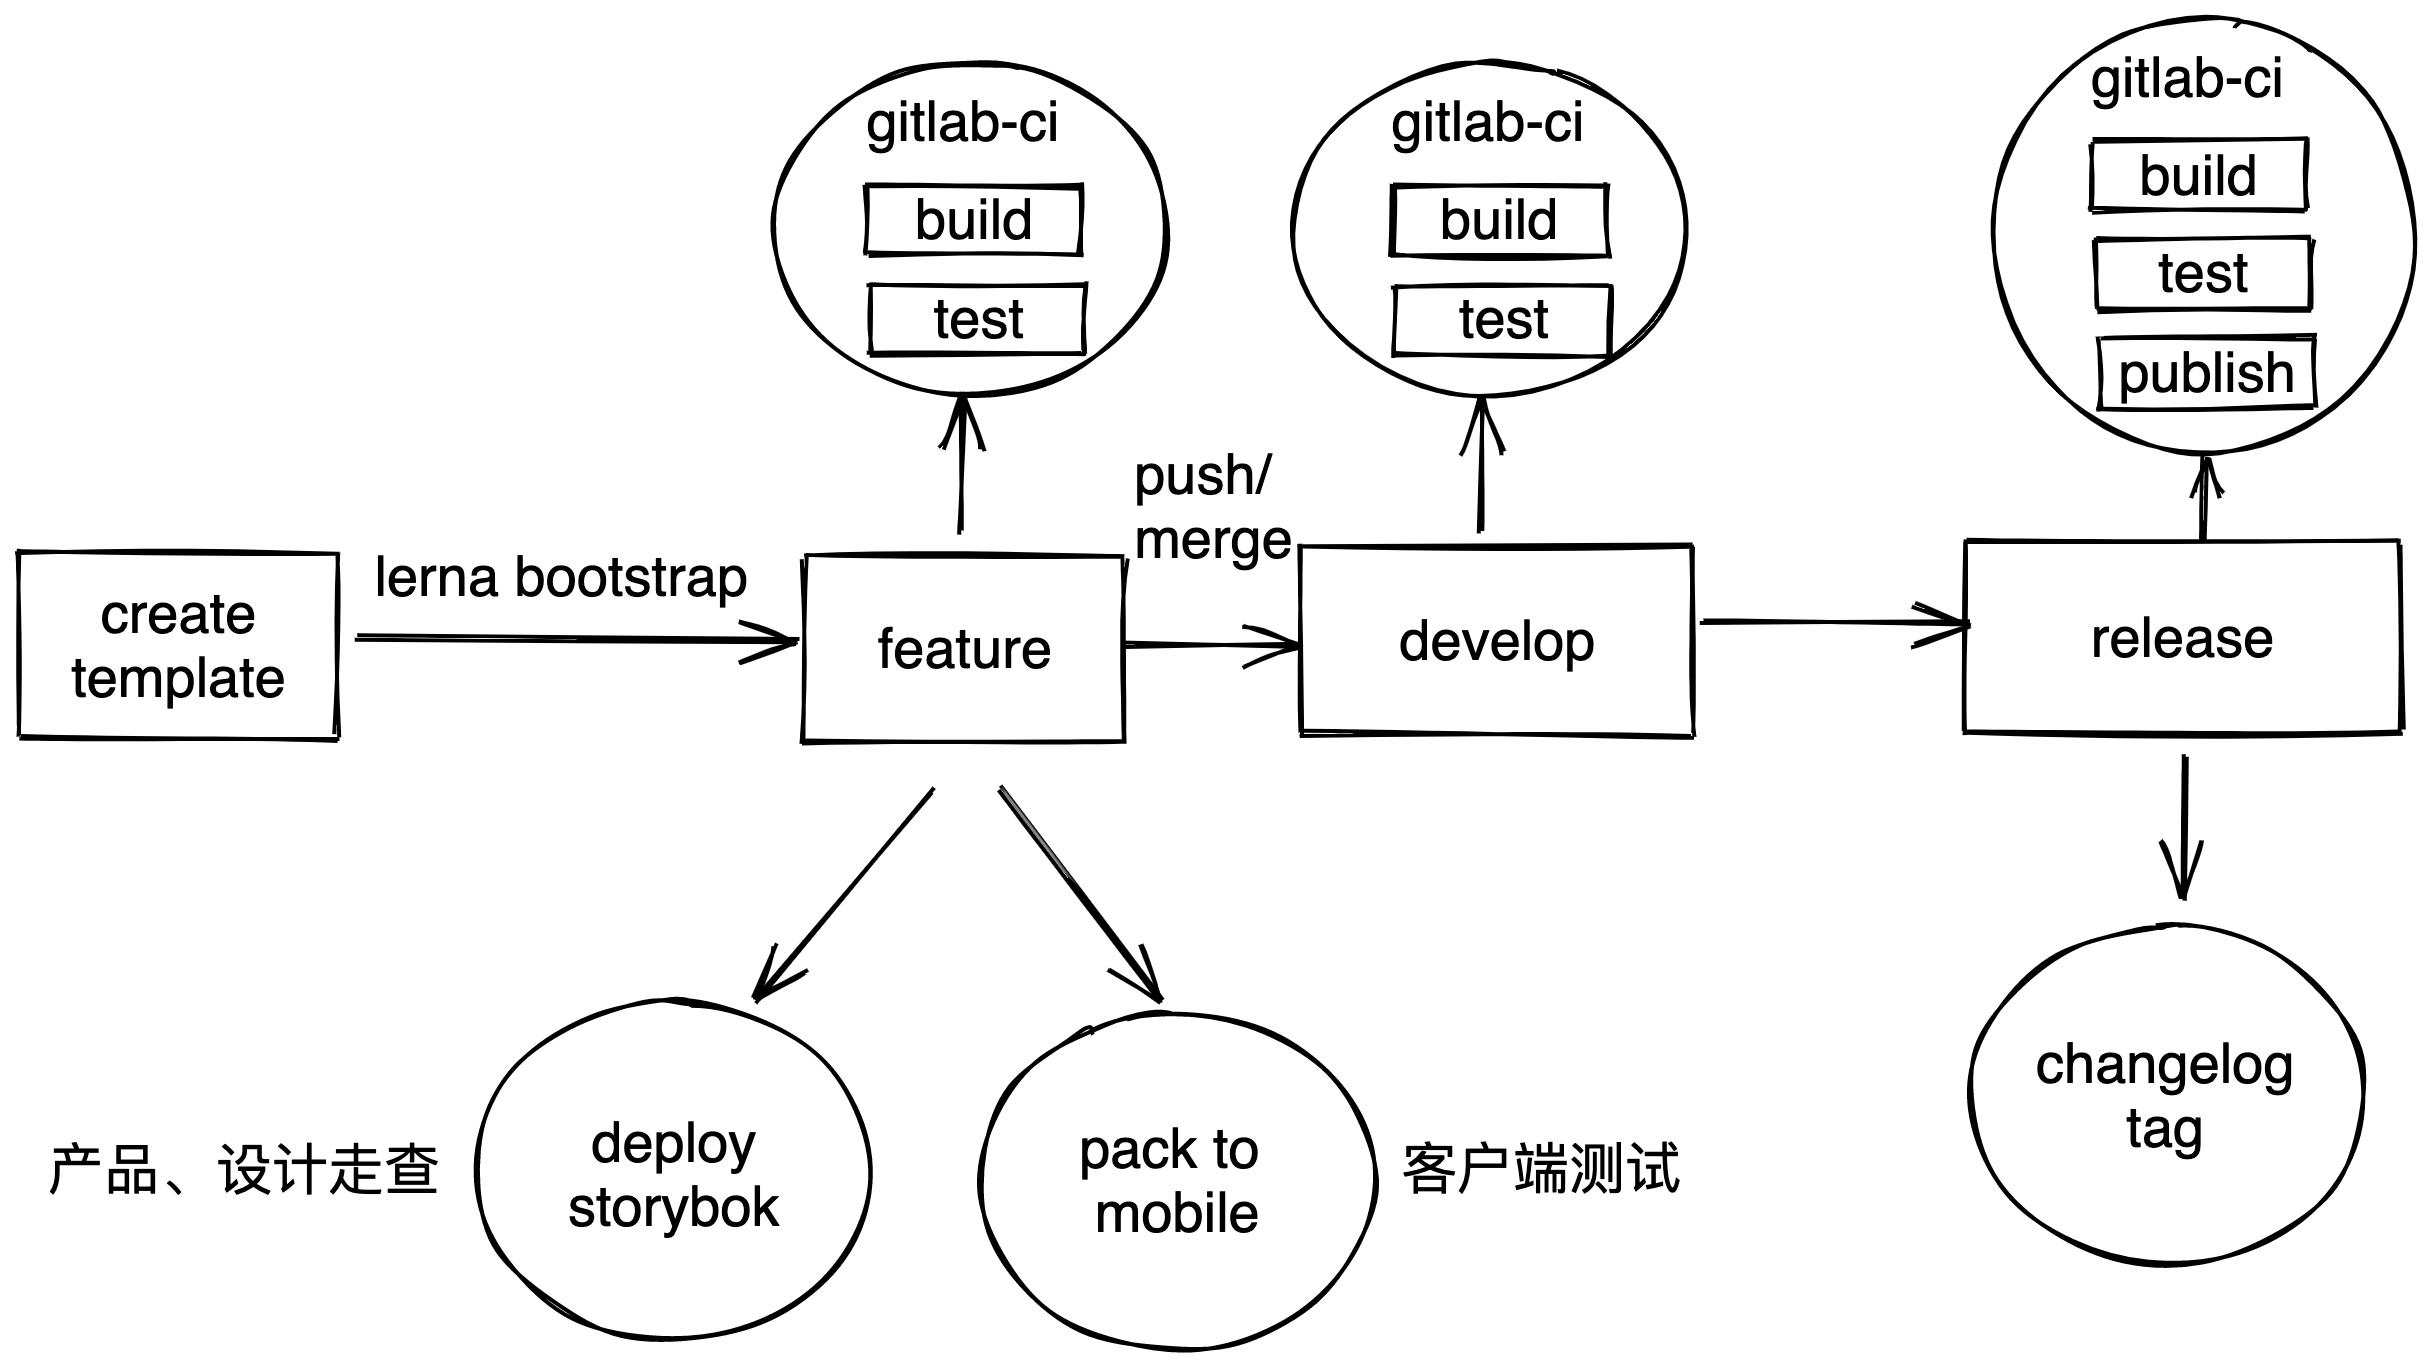 gitlab-ci
build
test
gitlab-ci
build
test
gitlab-ci
build
test
publish
create
template
lerna bootstrap
feature
push/
merge
develop
release
产品、设计走查
deploy
storybok
pack to
mobile
客户端测试
changelog
tag